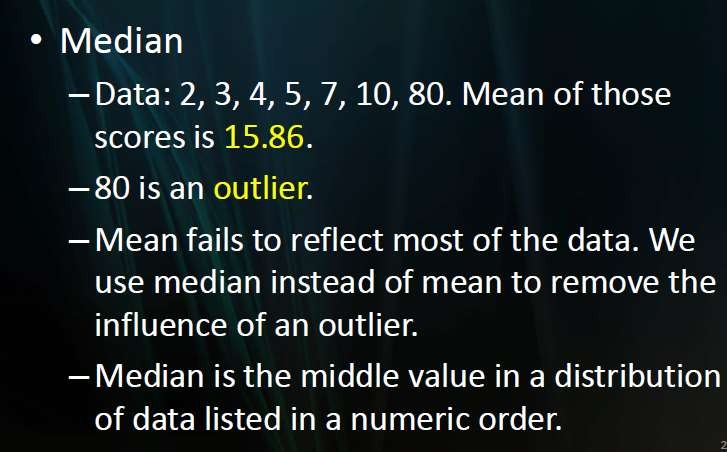 • Median
–Data: 2, 3, 4, 5, 7, 10, 80. Mean of those
scores is 15.86.
–80 is an outlier.
–Mean fails to reflect most of the data. We
use median instead of mean to remove the
influence of an outlier.
–Median is the middle value in a distribution
of data listed in a numeric order.
2